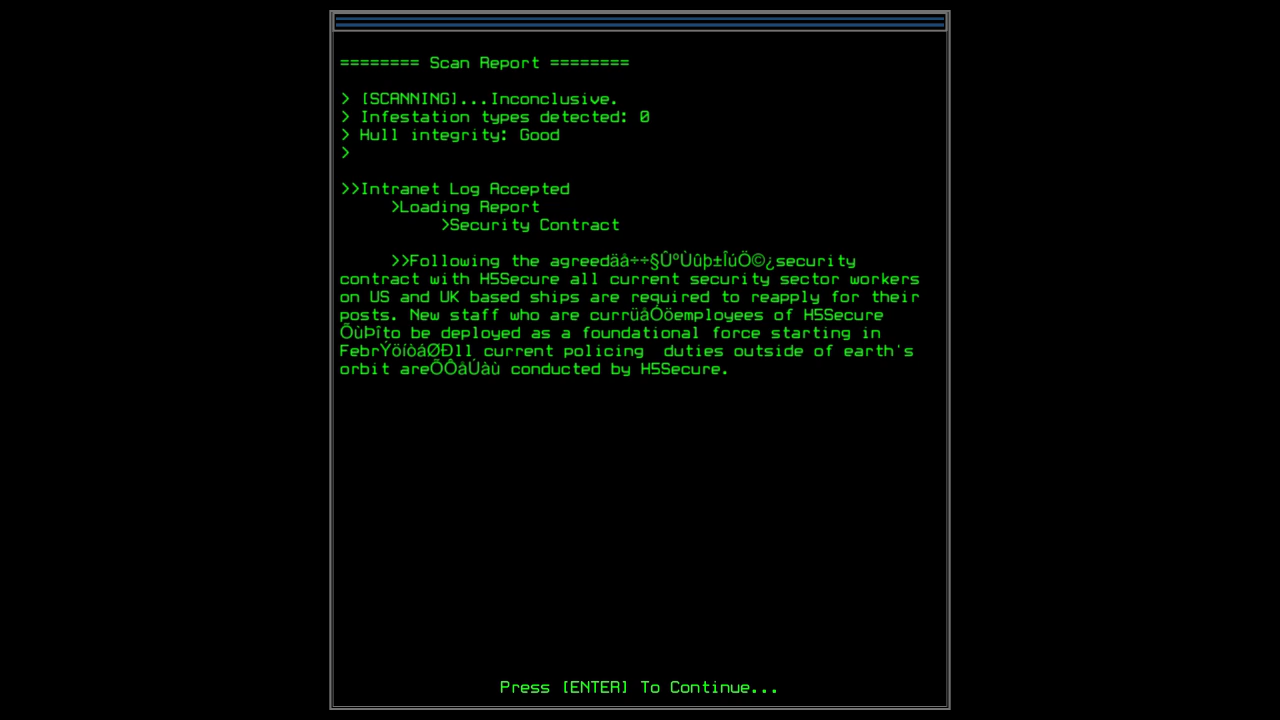 ======== Scan Report ========
> [SCANNING]...Inconclusive.
> Infestation types detected: 0
> Hull integrity: Good
>
>>Intranet Log Accepted
>Loading Report
>Security Contract
>>Following the agreedäå÷÷§ÛºÙûþ±ÎúÖ©¿security
contract with H5Secure all current security sector workers
on US and UK based ships are required to reapply for their
posts. New staff who are currüåÓöemployees of H5Secure
ÕùÞîto be deployed as a foundational force starting in
FebrÝöíòáØÐll current policing  duties outside of earth's
orbit areÕÔâÚàù conducted by H5Secure.
Press [ENTER] To Continue...